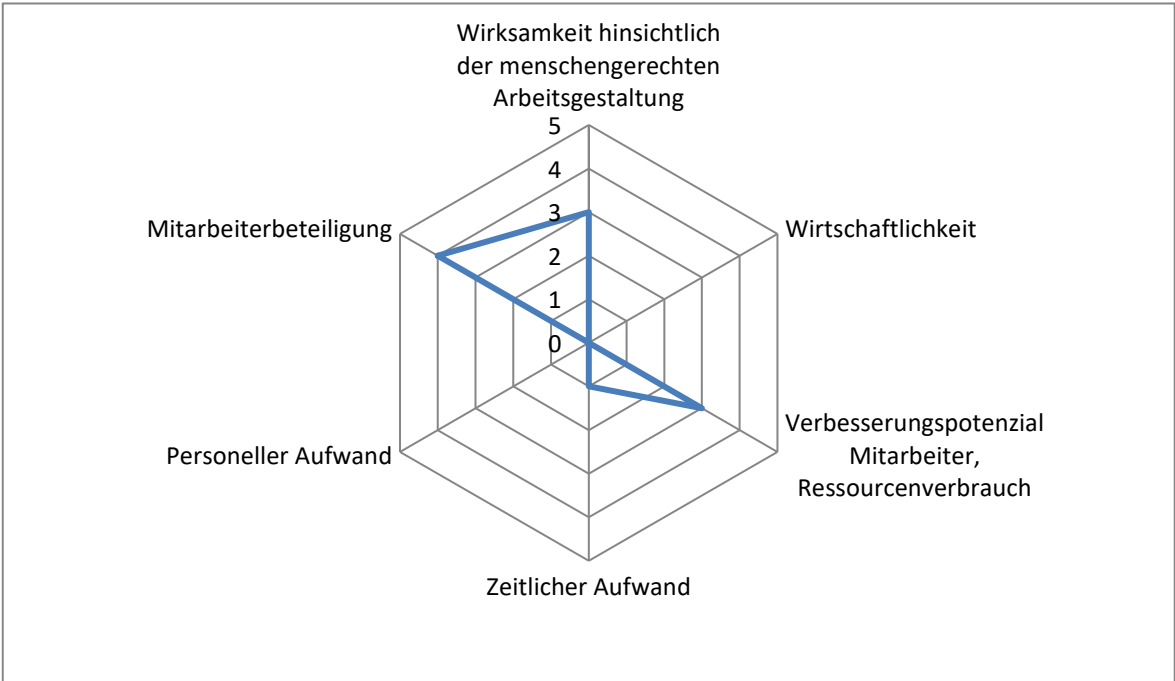 Wirksamkeit hinsichtlich
der menschengerechten
Arbeitsgestaltung
5
4
3
2
1
0
Mitarbeiterbeteiligung
Wirtschaftlichkeit
Personeller Aufwand
Verbesserungspotenzial
Mitarbeiter,
Ressourcenverbrauch
Zeitlicher Aufwand